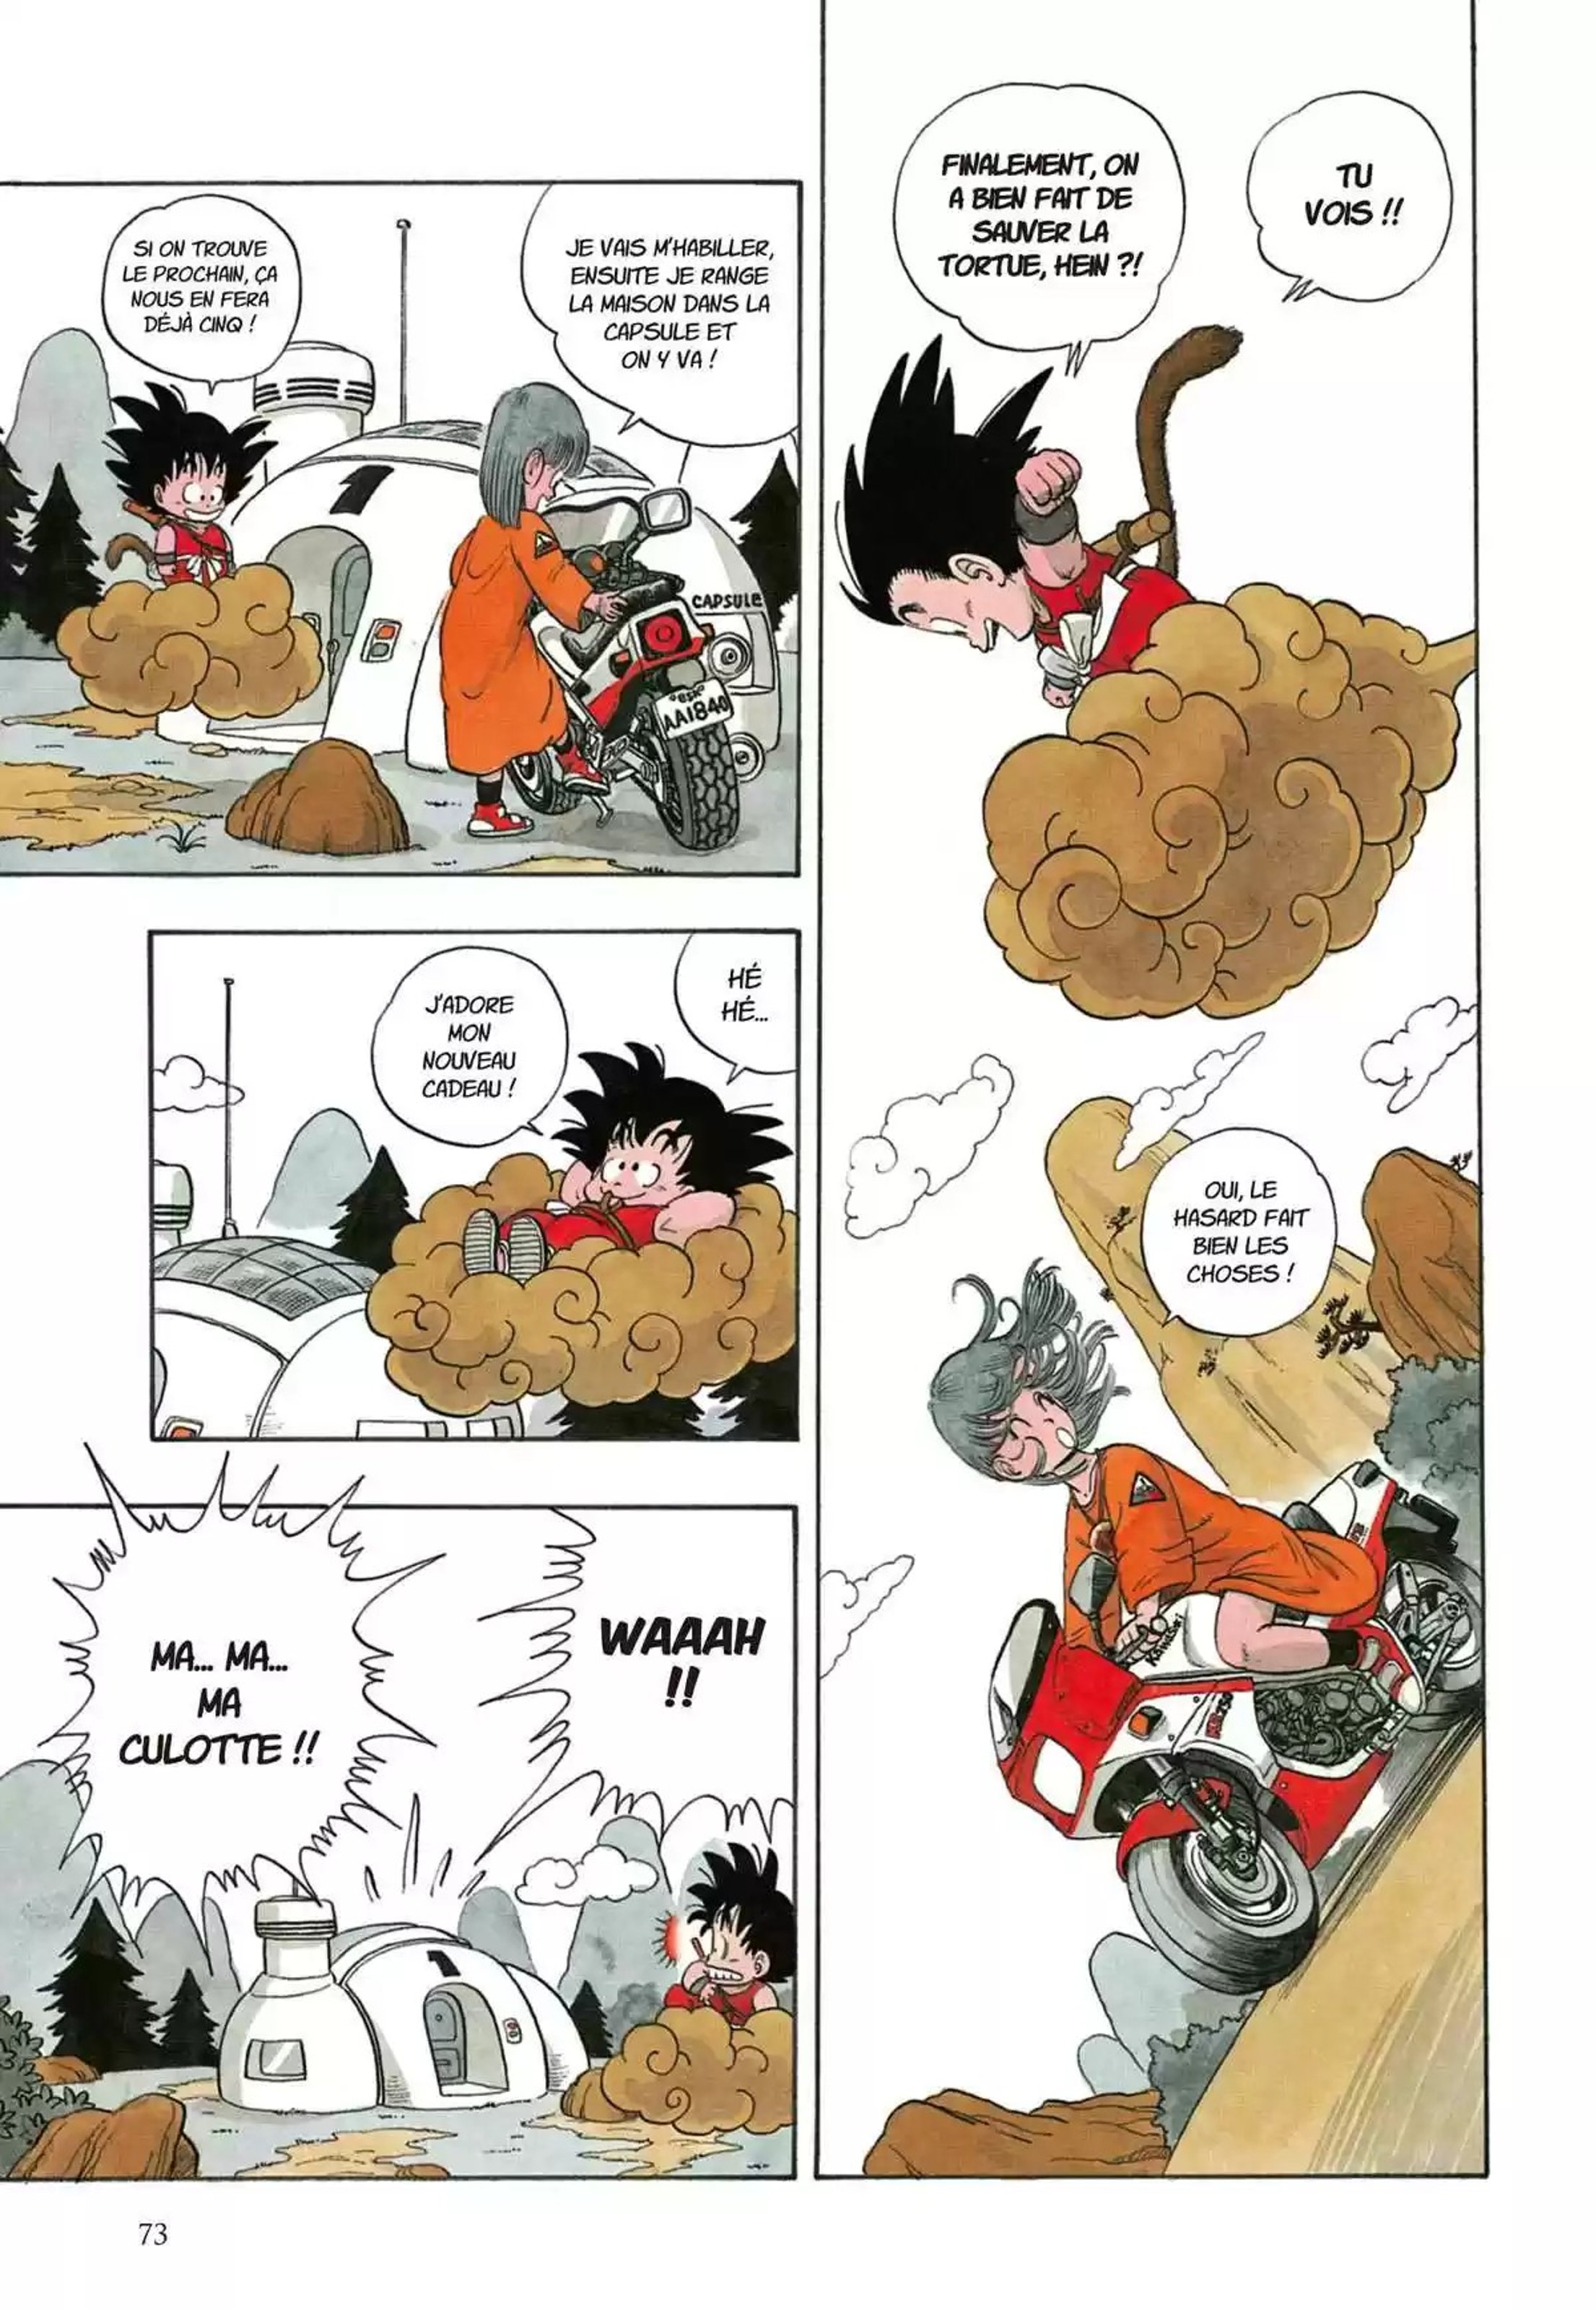 TU
VOIS !!
FINALEMENT, ON
A BIEN FAIT DE
SAUVER LA
TORTUE, HEIN ?!
OUI, LE
HASARD FAIT
BIEN LES
CHOSES !
JE VAIS M'HABILLER,
ENSUITE JE RANGE
LA MAISON DANS LA
CAPSULE ET
ON Y VA !
SI ON TROUVE
LE PROCHAIN, ÇA
NOUS EN FERA
DÉJÀ CINQ !
CAPSULE
AA1840
HÉ
HÉ...
J'ADORE
MON
NOUVEAU
CADEAU !
WAAAH
!!
MA... MA...
MA
CULOTTE !!
73